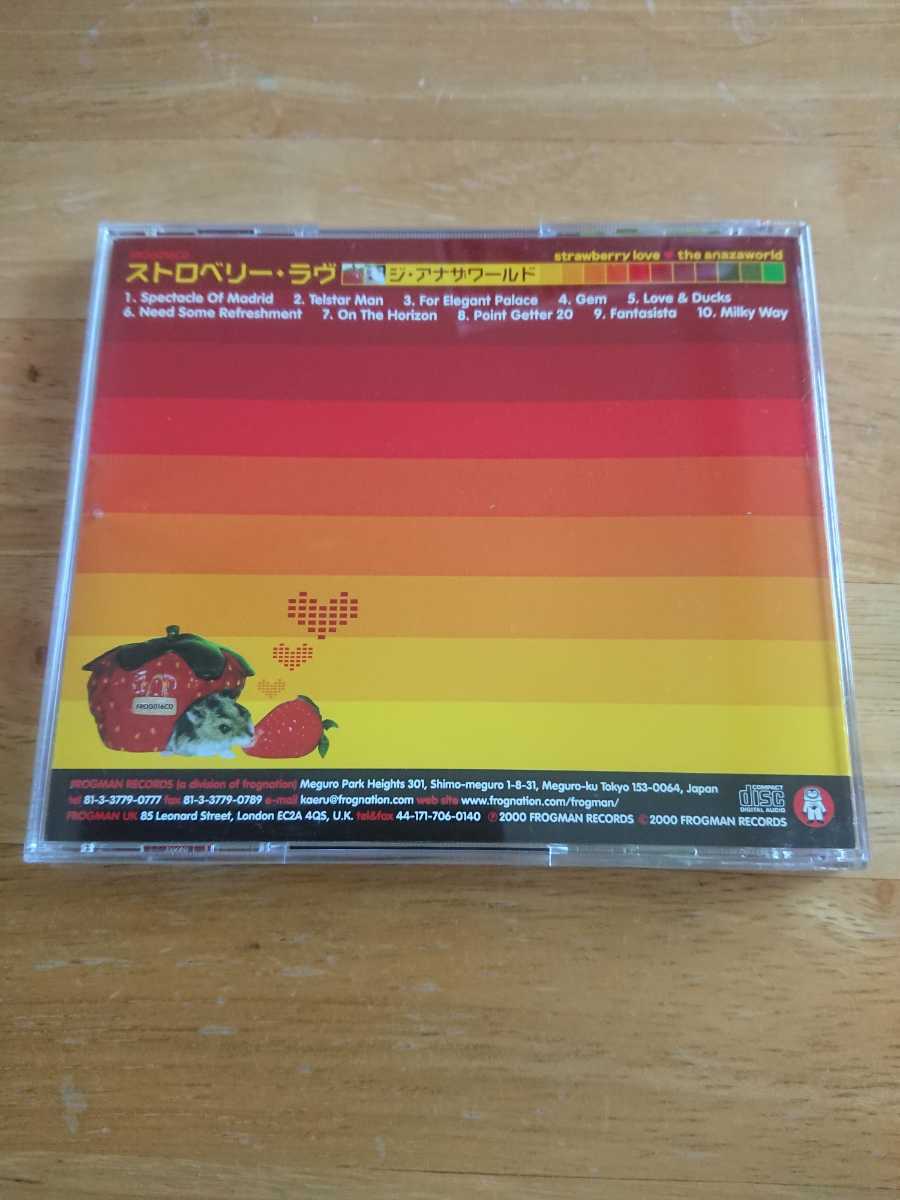 FROG016CD
strawberry love ♥ the anazaworld
ストロベリー・ラヴ ジ・アナザワールド
1. Spectacle Of Madrid 2. Telstar Man 3. For Elegant Palace 4. Gem 5. Love & Ducks
6. Need Some Refreshment 7. On The Horizon 8. Point Getter 20 9. Fantasista 10. Milky Way
FROG016CD
FROGMAN RECORDS (a division of frognation) Meguro Park Heights 301, Shimo-meguro 1-8-31, Meguro-ku Tokyo 153-0064, Japan
tel 81-3-3779-0777 fax 81-3-3779-0789 e-mail kaeru@frognation.com web site www.frognation.com/frogman/
FROGMAN UK 85 Leonard Street, London EC2A 4QS, U.K. tel&fax 44-171-706-0140 ℗2000 FROGMAN RECORDS ©2000 FROGMAN RECORDS
COMPACT
disc
DIGITAL AUDIO